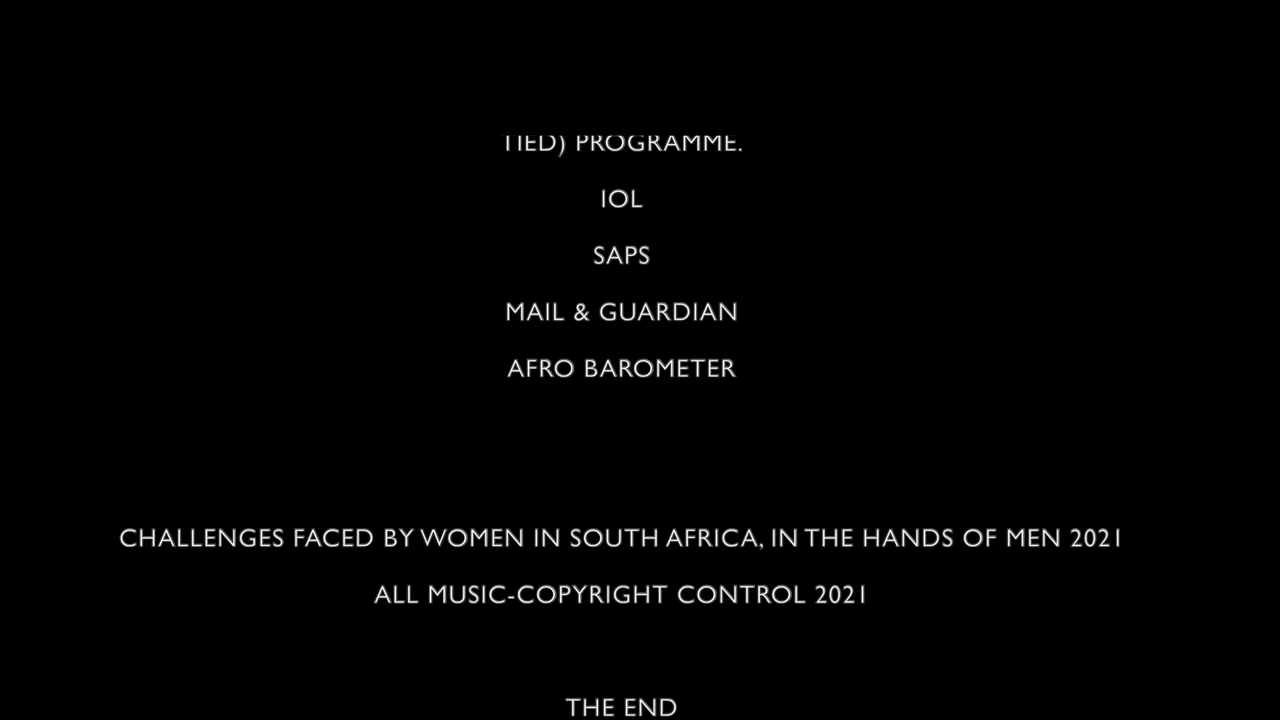 TIED) PROGRAMME.
IOL
SAPS
MAIL & GUARDIAN
AFRO BAROMETER
CHALLENGES FACED BY WOMEN IN SOUTH AFRICA, IN THE HANDS OF MEN 2021
ALL MUSIC-COPYRIGHT CONTROL 2021
THE END